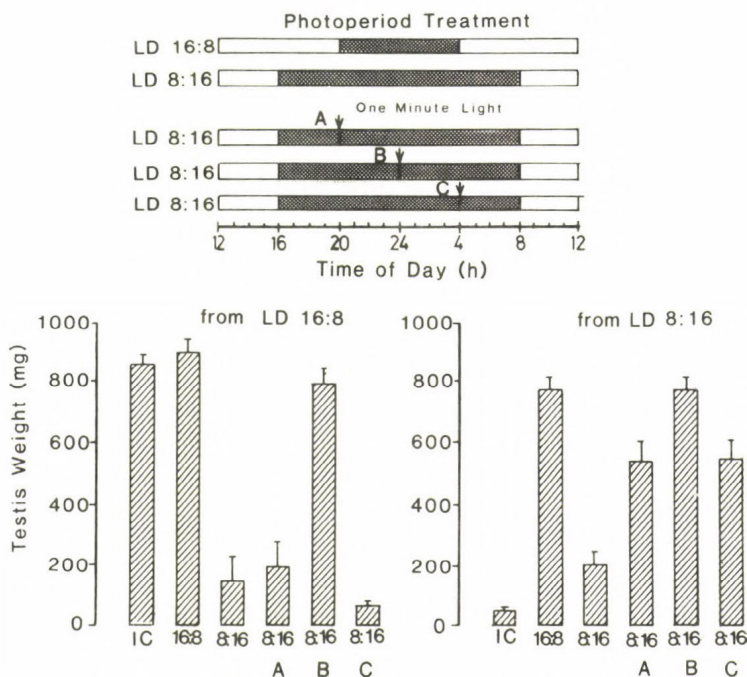 Photoperiod Treatment
LD 16:8
LD 8:16
One Minute Light
A
LD 8:16
B
LD 8:16
C
LD 8:16
12 16 20 24 4 8 12
Time of Day (h)
from LD 16:8
from LD 8:16
Testis Weight (mg)
1000
800
600
400
200
0
1000
800
600
400
200
0
IC 16:8 8:16 8:16 8:16 8:16
A B C
IC 16:8 8:16 8:16 8:16 8:16
A B C